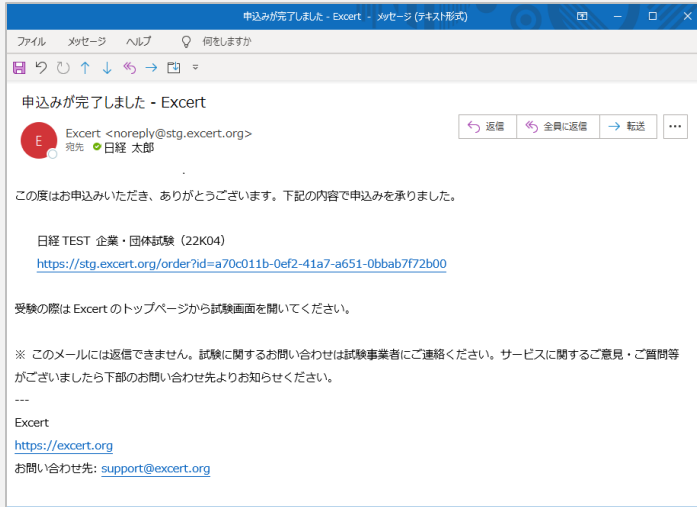 申込みが完了しました - Excert - メッセージ (テキスト形式)
ファイル メッセージ ヘルプ 何をしますか
申込みが完了しました - Excert
E
Excert <noreply@stg.excert.org>
宛先 日経 太郎
返信 全員に返信 転送
この度はお申込みいただき、ありがとうございます。下記の内容で申込みを承りました。
日経 TEST 企業・団体試験（22K04）
https://stg.excert.org/order?id=a70c011b-0ef2-41a7-a651-0bbab7f72b00
受験の際は Excert のトップページから試験画面を開いてください。
※ このメールには返信できません。試験に関するお問い合わせは試験事業者にご連絡ください。サービスに関するご意見・ご質問等
がございましたら下部のお問い合わせ先よりお知らせください。
---
Excert
https://excert.org
お問い合わせ先: support@excert.org